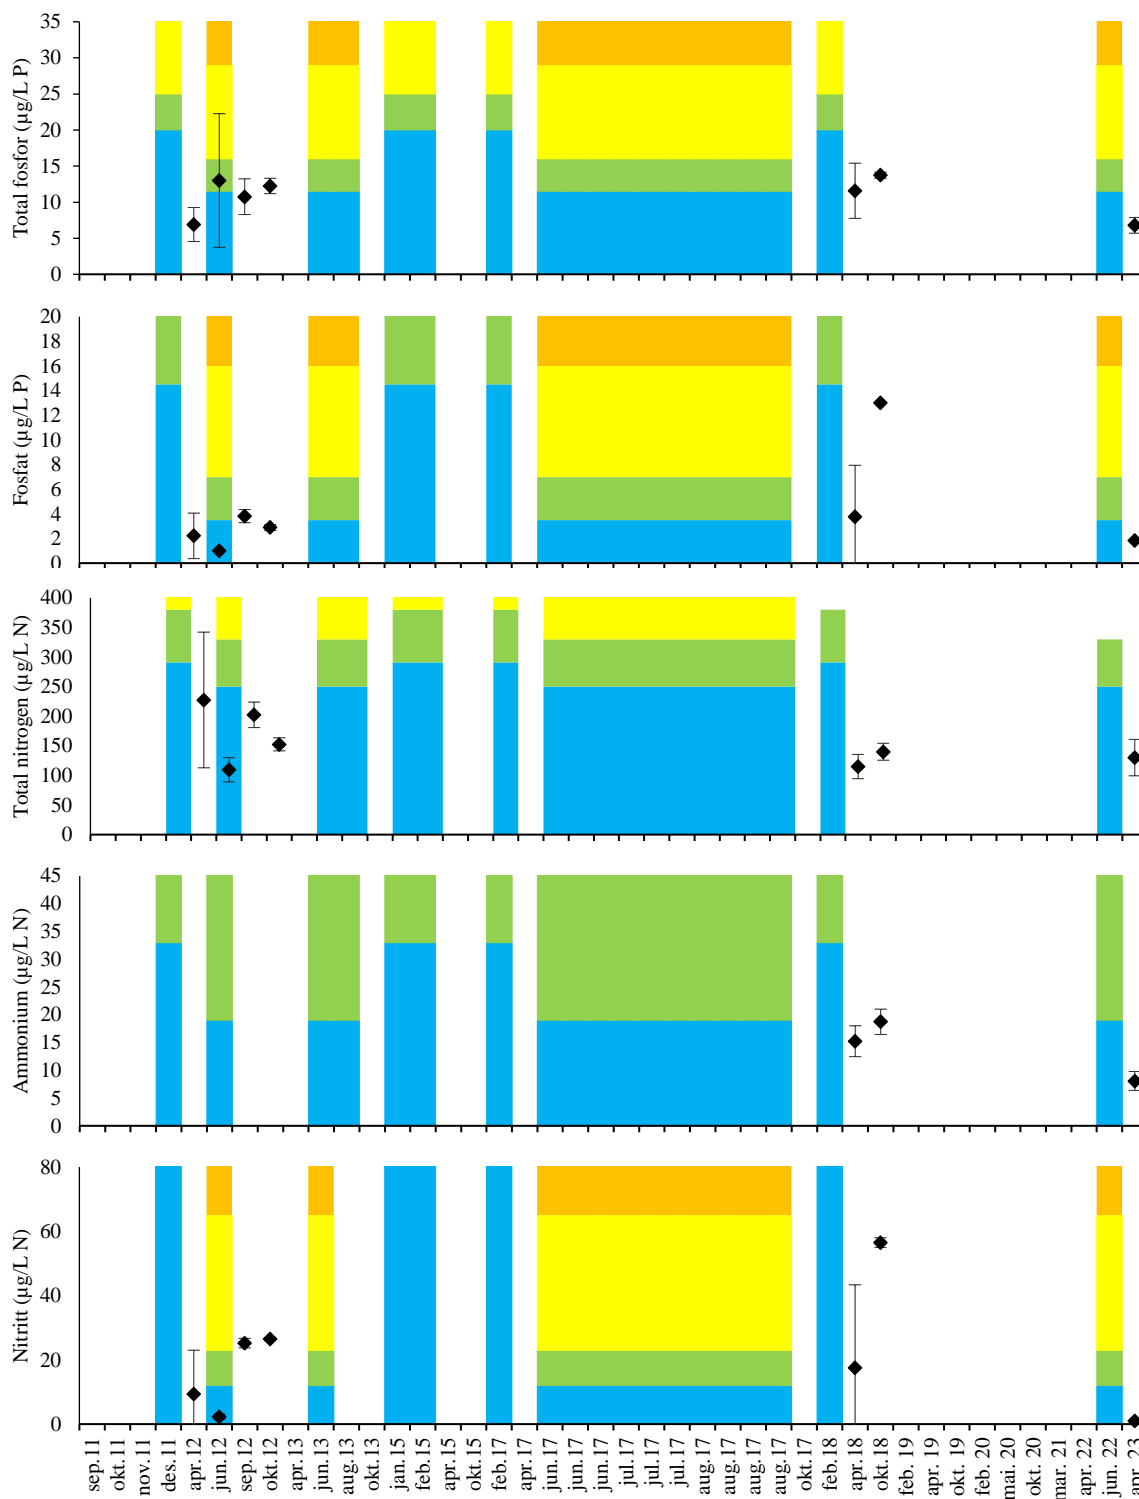 Total fosfor (µg/L P)
35
30
25
20
15
10
5
0
Fosfat (µg/L P)
20
18
16
14
12
10
8
6
4
2
0
Total nitrogen (µg/L N)
400
350
300
250
200
150
100
50
0
Ammonium (µg/L N)
45
40
35
30
25
20
15
10
5
0
Nitritt (µg/L N)
80
60
40
20
0
sep.11
okt.11
nov.11
des.11
apr.12
jun.12
sep.12
okt.12
apr.13
jun.13
aug.13
okt.13
jan.15
feb.15
apr.15
okt.15
feb.17
apr.17
jun.17
jun.17
jun.17
jul.17
jul.17
jul.17
aug.17
aug.17
aug.17
aug.17
okt.17
feb.18
apr.18
okt.18
feb. 19
apr. 19
okt. 19
feb. 20
mai. 20
okt. 20
mar. 21
apr. 22
jun. 22
apr. 23